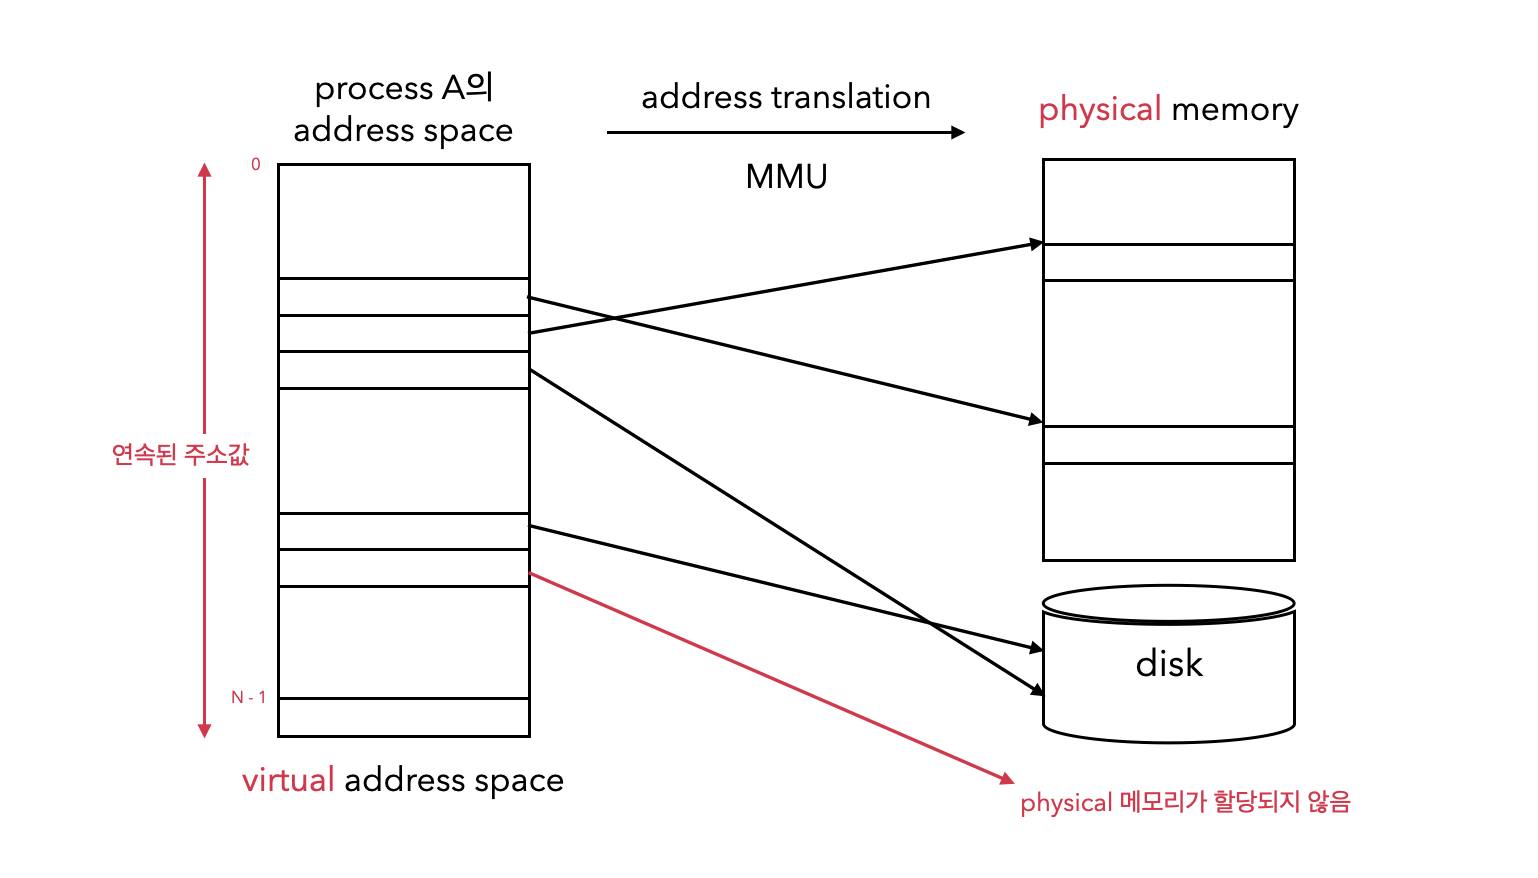 process A의
address space
address translation
MMU
physical memory
0
연속된 주소값
N - 1
disk
virtual address space
physical 메모리가 할당되지 않음